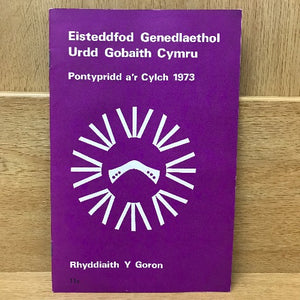 Eisteddfod Genedlaethol
Urdd Gobaith Cymru
Pontypridd a'r Cylch 1973
Rhyddiaith Y Goron